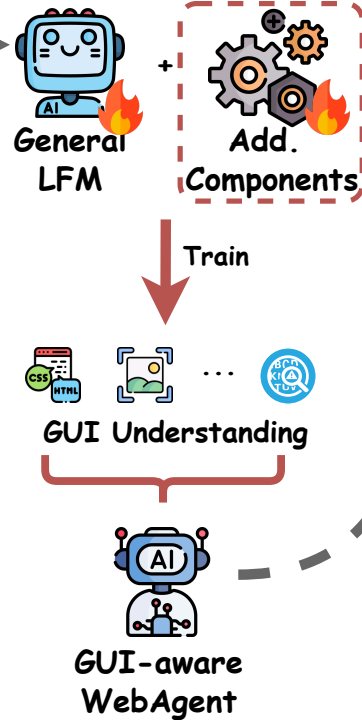 AI
+
General
LFM
Add.
Components
Train
CSS
HTML
...
GUI Understanding
AI
GUI-aware
WebAgent